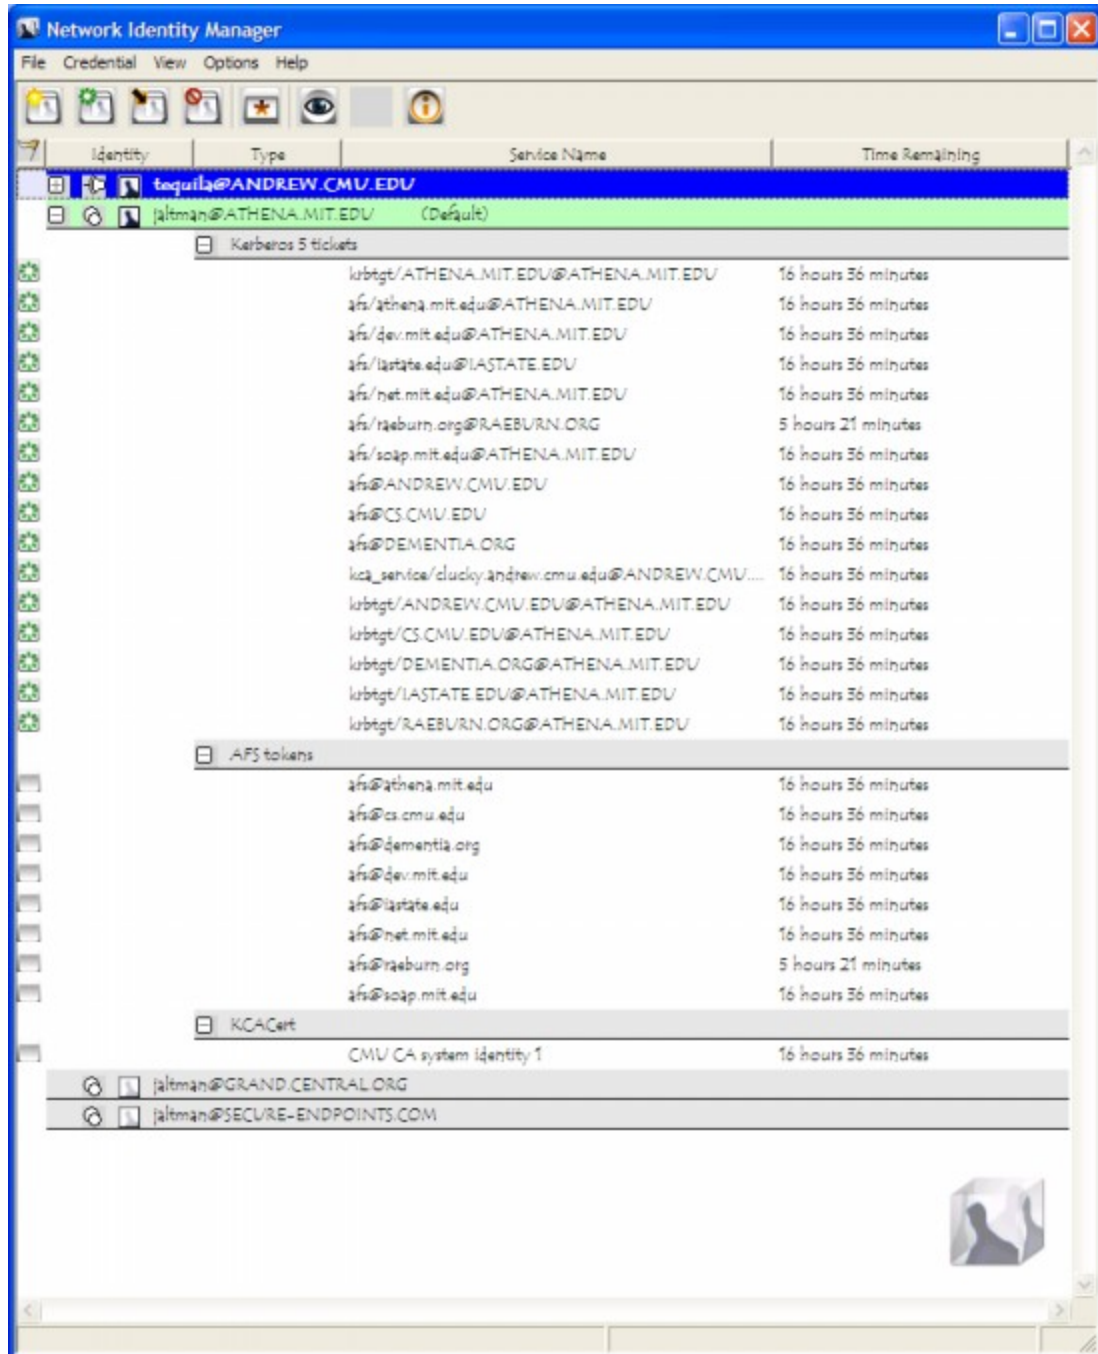 Network Identity Manager
File Credential View Options Help
Identity Type Service Name Time Remaining
tequila@ANDREW.CMU.EDU
jaltman@ATHENA.MIT.EDU (Default)
Kerberos 5 tickets
krbtgt/ATHENA.MIT.EDU@ATHENA.MIT.EDU 16 hours 36 minutes
afs/athena.mit.edu@ATHENA.MIT.EDU 16 hours 36 minutes
afs/dev.mit.edu@ATHENA.MIT.EDU 16 hours 36 minutes
afs/iastate.edu@IASTATE.EDU 16 hours 36 minutes
afs/net.mit.edu@ATHENA.MIT.EDU 16 hours 36 minutes
afs/raeburn.org@RAEBURN.ORG 5 hours 21 minutes
afs/soap.mit.edu@ATHENA.MIT.EDU 16 hours 36 minutes
afs@ANDREW.CMU.EDU 16 hours 36 minutes
afs@CS.CMU.EDU 16 hours 36 minutes
afs@DEMENTIA.ORG 16 hours 36 minutes
kca_service/clucky.andrew.cmu.edu@ANDREW.CMU.... 16 hours 36 minutes
krbtgt/ANDREW.CMU.EDU@ATHENA.MIT.EDU 16 hours 36 minutes
krbtgt/CS.CMU.EDU@ATHENA.MIT.EDU 16 hours 36 minutes
krbtgt/DEMENTIA.ORG@ATHENA.MIT.EDU 16 hours 36 minutes
krbtgt/IASTATE.EDU@ATHENA.MIT.EDU 16 hours 36 minutes
krbtgt/RAEBURN.ORG@ATHENA.MIT.EDU 16 hours 36 minutes
AFS tokens
afs@athena.mit.edu 16 hours 36 minutes
afs@cs.cmu.edu 16 hours 36 minutes
afs@dementia.org 16 hours 36 minutes
afs@dev.mit.edu 16 hours 36 minutes
afs@iastate.edu 16 hours 36 minutes
afs@net.mit.edu 16 hours 36 minutes
afs@raeburn.org 5 hours 21 minutes
afs@soap.mit.edu 16 hours 36 minutes
KCACert
CMU CA system identity 1 16 hours 36 minutes
jaltman@GRAND.CENTRAL.ORG
jaltman@SECURE-ENDPOINTS.COM